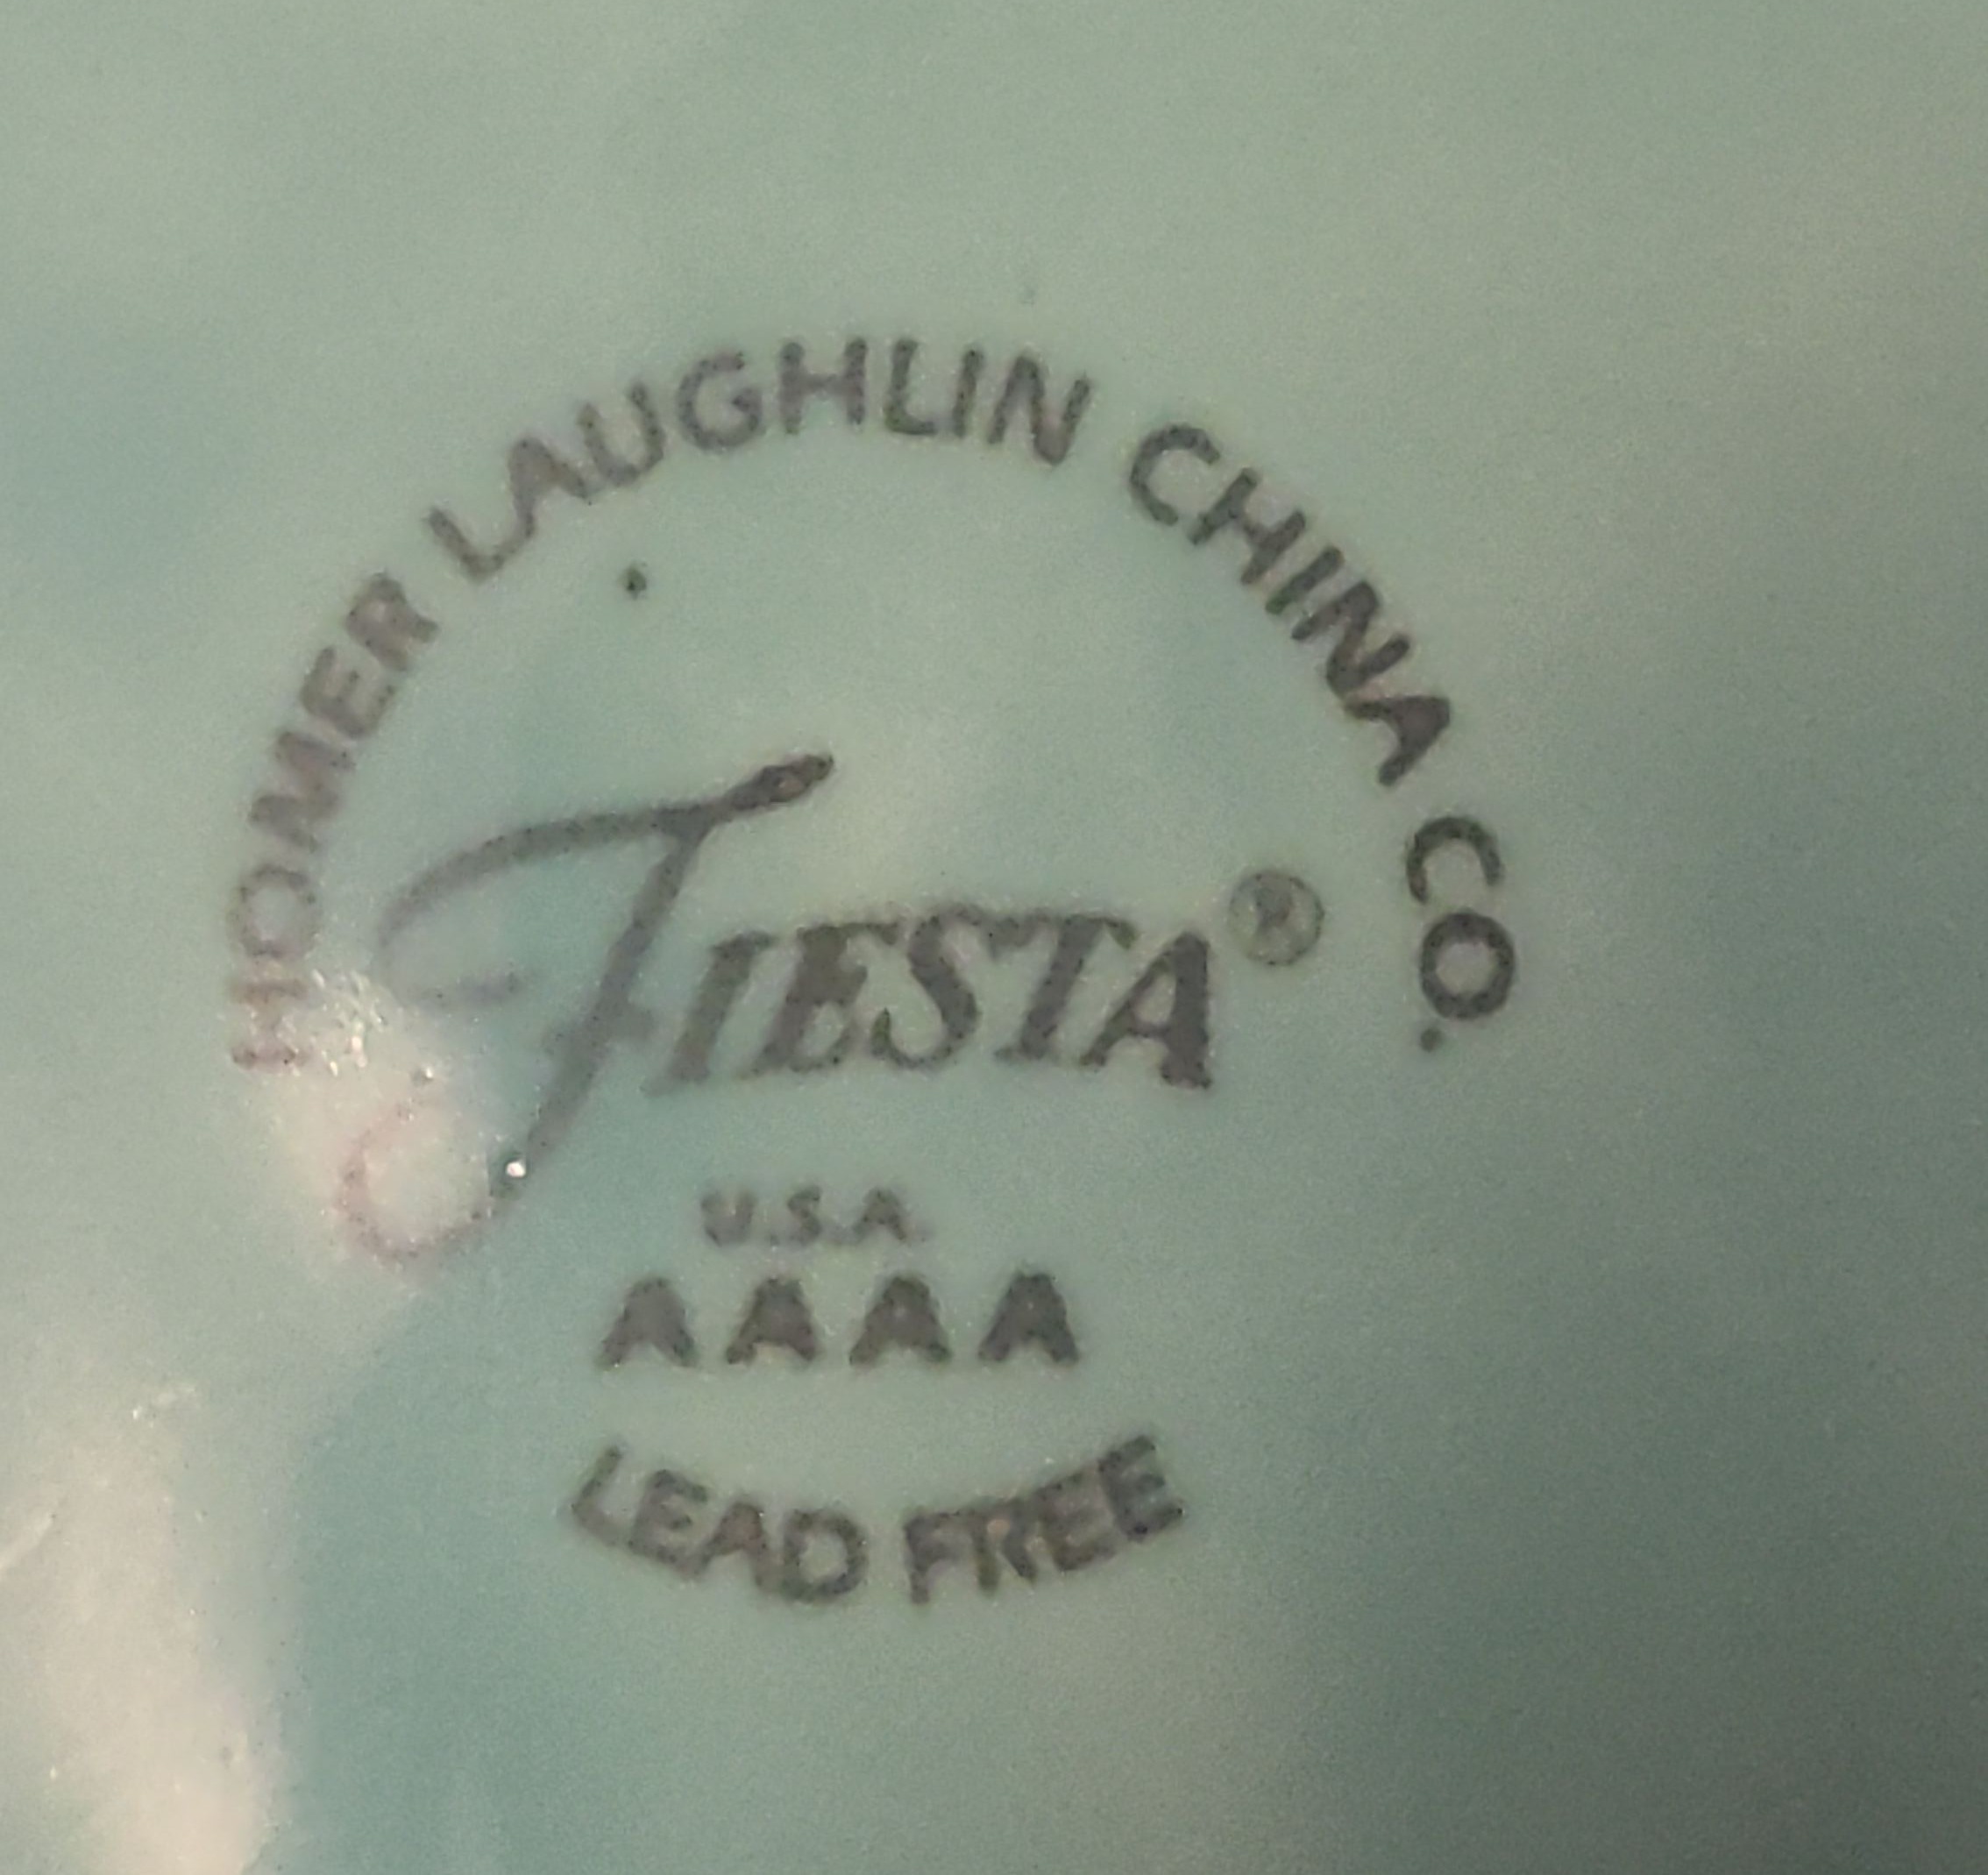 HOMER LAUGHLIN CHINA CO.
FIESTA®
U.S.A.
AAAA
LEAD FREE